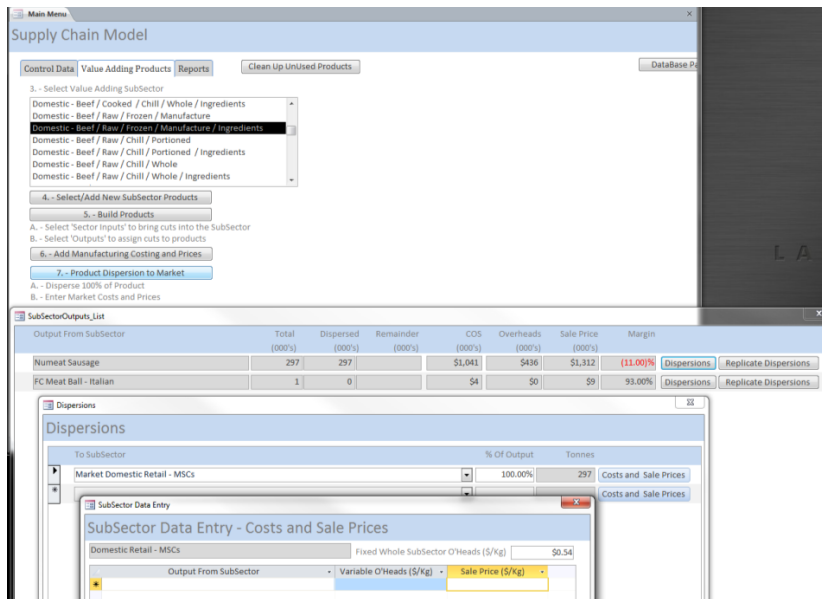 Main Menu
Supply Chain Model
Control Data Value Adding Products Reports Clean Up UnUsed Products DataBase Pa
3. - Select Value Adding SubSector
Domestic - Beef / Cooked / Chill / Whole / Ingredients
Domestic - Beef / Raw / Frozen / Manufacture
Domestic - Beef / Raw / Frozen / Manufacture / Ingredients
Domestic - Beef / Raw / Chill / Portioned
Domestic - Beef / Raw / Chill / Portioned / Ingredients
Domestic - Beef / Raw / Chill / Whole
Domestic - Beef / Raw / Chill / Whole / Ingredients
4. - Select/Add New SubSector Products
5. - Build Products
A. - Select 'Sector Inputs' to bring cuts into the SubSector
B. - Select 'Outputs' to assign cuts to products
6. - Add Manufacturing Costing and Prices
L A
7. - Product Dispersion to Market
A. - Disperse 100% of Product
B. - Enter Market Costs and Prices
SubSectorOutputs_List
Output From SubSector Total Dispersed Remainder COS Overheads Sale Price Margin
(000's) (000's) (000's) (000's) (000's) (000's)
Numeat Sausage 297 297 $1,041 $436 $1,312 (11.00)% Dispersions Replicate Dispersions
FC Meat Ball - Italian 1 0 $4 $0 $9 93.00% Dispersions Replicate Dispersions
Dispersions
Dispersions
To SubSector % Of Output Tonnes
Market Domestic Retail - MSCs 100.00% 297 Costs and Sale Prices
Costs and Sale Prices
SubSector Data Entry
SubSector Data Entry - Costs and Sale Prices
Domestic Retail - MSCs Fixed Whole SubSector O'Heads ($/Kg) $0.54
Output From SubSector Variable O'Heads ($/Kg) Sale Price ($/Kg)